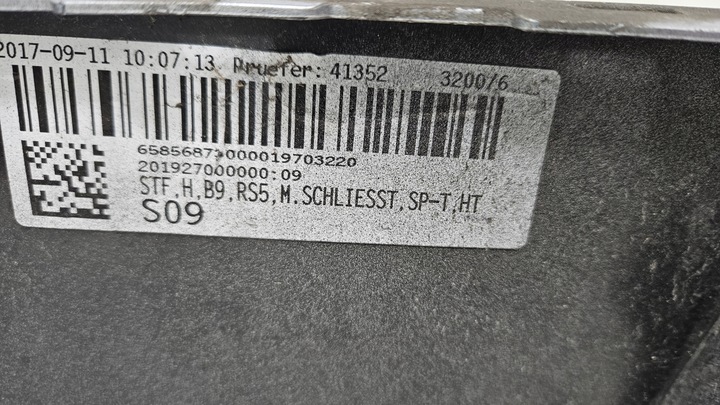 2017-09-11 10:07:13 Pruefer: 41352 3200/6
201927000000:09
STF,H,B9,RS5,M.SCHLIESST,SP-T,HT
S09